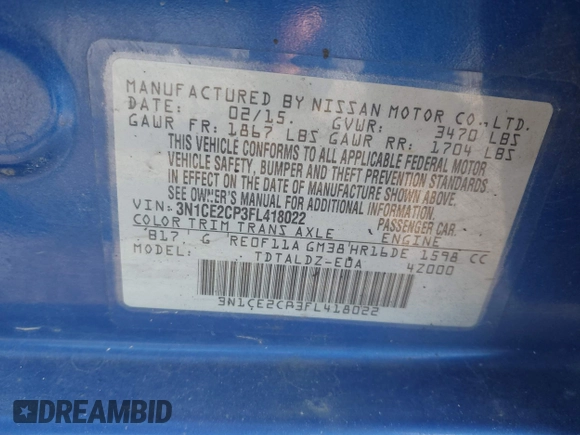 MANUFACTURED BY NISSAN MOTOR CO.,LTD.
DATE: 02/15. GVWR: 3470 LBS
GAWR FR: 1867 LBS GAWR RR: 1704 LBS
THIS VEHICLE CONFORMS TO ALL APPLICABLE FEDERAL MOTOR
VEHICLE SAFETY, BUMPER AND THEFT PREVENTION STANDARDS
IN EFFECT ON THE DATE OF MANUFACTURE SHOWN ABOVE.
SEE OWNER'S MANUAL FOR ADDITIONAL INFORMATION.
VIN: 3N1CE2CP3FL418022 PASSENGER CAR
COLOR TRIM TRANS AXLE ENGINE
B17 G RE0F11A GM38 HR16DE 1598 CC
TDTALDZ-EUA 4Z000
3N1CE2CP3FL418022
DREAMBID